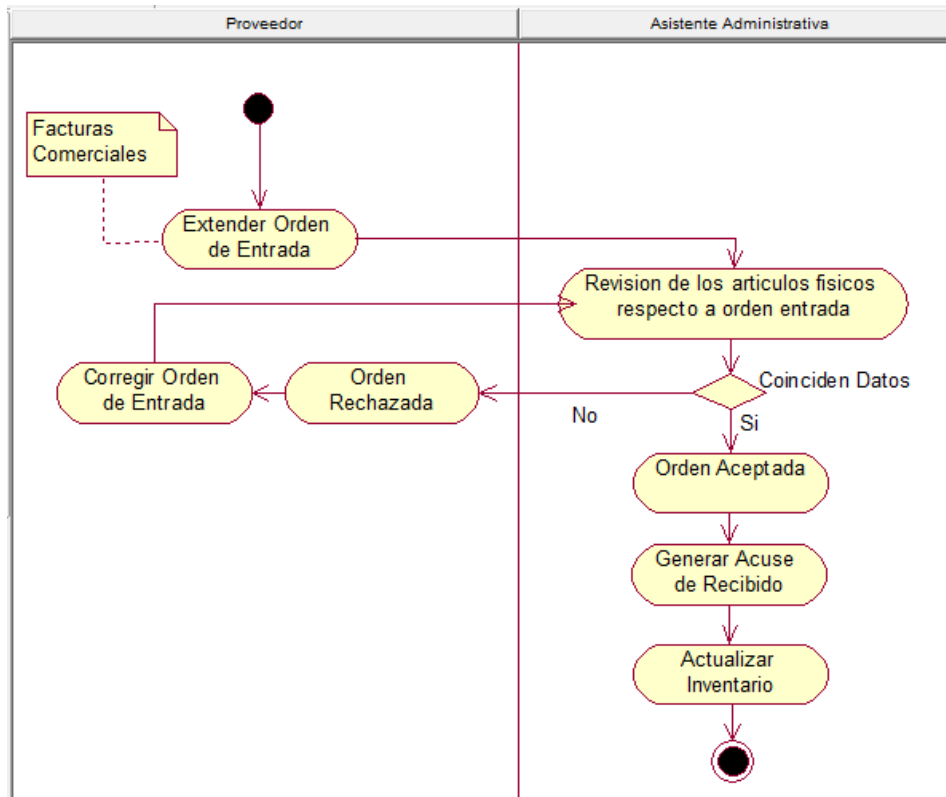 Proveedor
Asistente Administrativa
Facturas
Comerciales
Extender Orden
de Entrada
Revision de los articulos fisicos
respecto a orden entrada
Corregir Orden
de Entrada
Orden
Rechazada
Coinciden Datos
No
Si
Orden Aceptada
Generar Acuse
de Recibido
Actualizar
Inventario